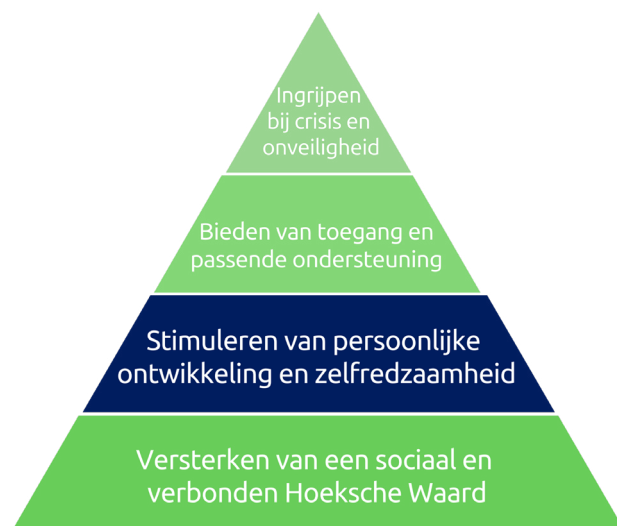 Ingrijpen
bij crisis en
onveiligheid
Bieden van toegang en
passende ondersteuning
Stimuleren van persoonlijke
ontwikkeling en zelfredzaamheid
Versterken van een sociaal en
verbonden Hoeksche Waard